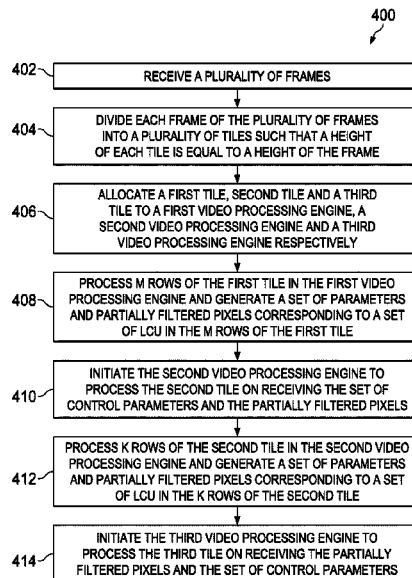 400
402
RECEIVE A PLURALITY OF FRAMES
404
DIVIDE EACH FRAME OF THE PLURALITY OF FRAMES
INTO A PLURALITY OF TILES SUCH THAT A HEIGHT
OF EACH TILE IS EQUAL TO A HEIGHT OF THE FRAME
406
ALLOCATE A FIRST TILE, SECOND TILE AND A THIRD
TILE TO A FIRST VIDEO PROCESSING ENGINE, A
SECOND VIDEO PROCESSING ENGINE AND A THIRD
VIDEO PROCESSING ENGINE RESPECTIVELY
408
PROCESS M ROWS OF THE FIRST TILE IN THE FIRST VIDEO
PROCESSING ENGINE AND GENERATE A SET OF PARAMETERS
AND PARTIALLY FILTERED PIXELS CORRESPONDING TO A
SET OF LCU IN THE M ROWS OF THE FIRST TILE
410
INITIATE THE SECOND VIDEO PROCESSING ENGINE TO
PROCESS THE SECOND TILE ON RECEIVING THE SET OF
CONTROL PARAMETERS AND THE PARTIALLY FILTERED PIXELS
412
PROCESS K ROWS OF THE SECOND TILE IN THE SECOND VIDEO
PROCESSING ENGINE AND GENERATE A SET OF PARAMETERS
AND PARTIALLY FILTERED PIXELS CORRESPONDING TO A SET
OF LCU IN THE K ROWS OF THE SECOND TILE
414
INITIATE THE THIRD VIDEO PROCESSING ENGINE TO
PROCESS THE THIRD TILE ON RECEIVING THE PARTIALLY
FILTERED PIXELS AND THE SET OF CONTROL PARAMETERS